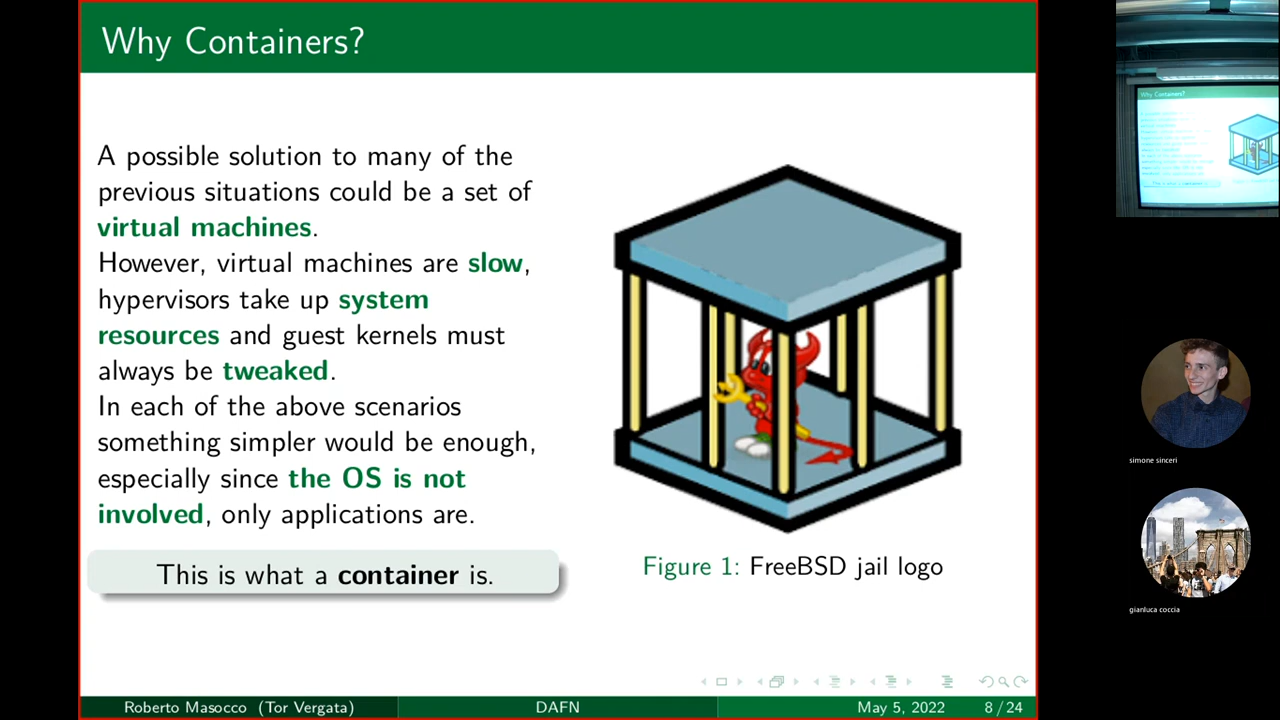 Why Containers?
A possible solution to many of the
previous situations could be a set of
virtual machines.
However, virtual machines are slow,
hypervisors take up system
resources and guest kernels must
always be tweaked.
In each of the above scenarios
something simpler would be enough,
especially since the OS is not
involved, only applications are.
This is what a container is.
Figure 1: FreeBSD jail logo
Roberto Masocco (Tor Vergata)
DAFN
May 5, 2022
8 / 24
Why Containers?
simone sinceri
gianluca coccia